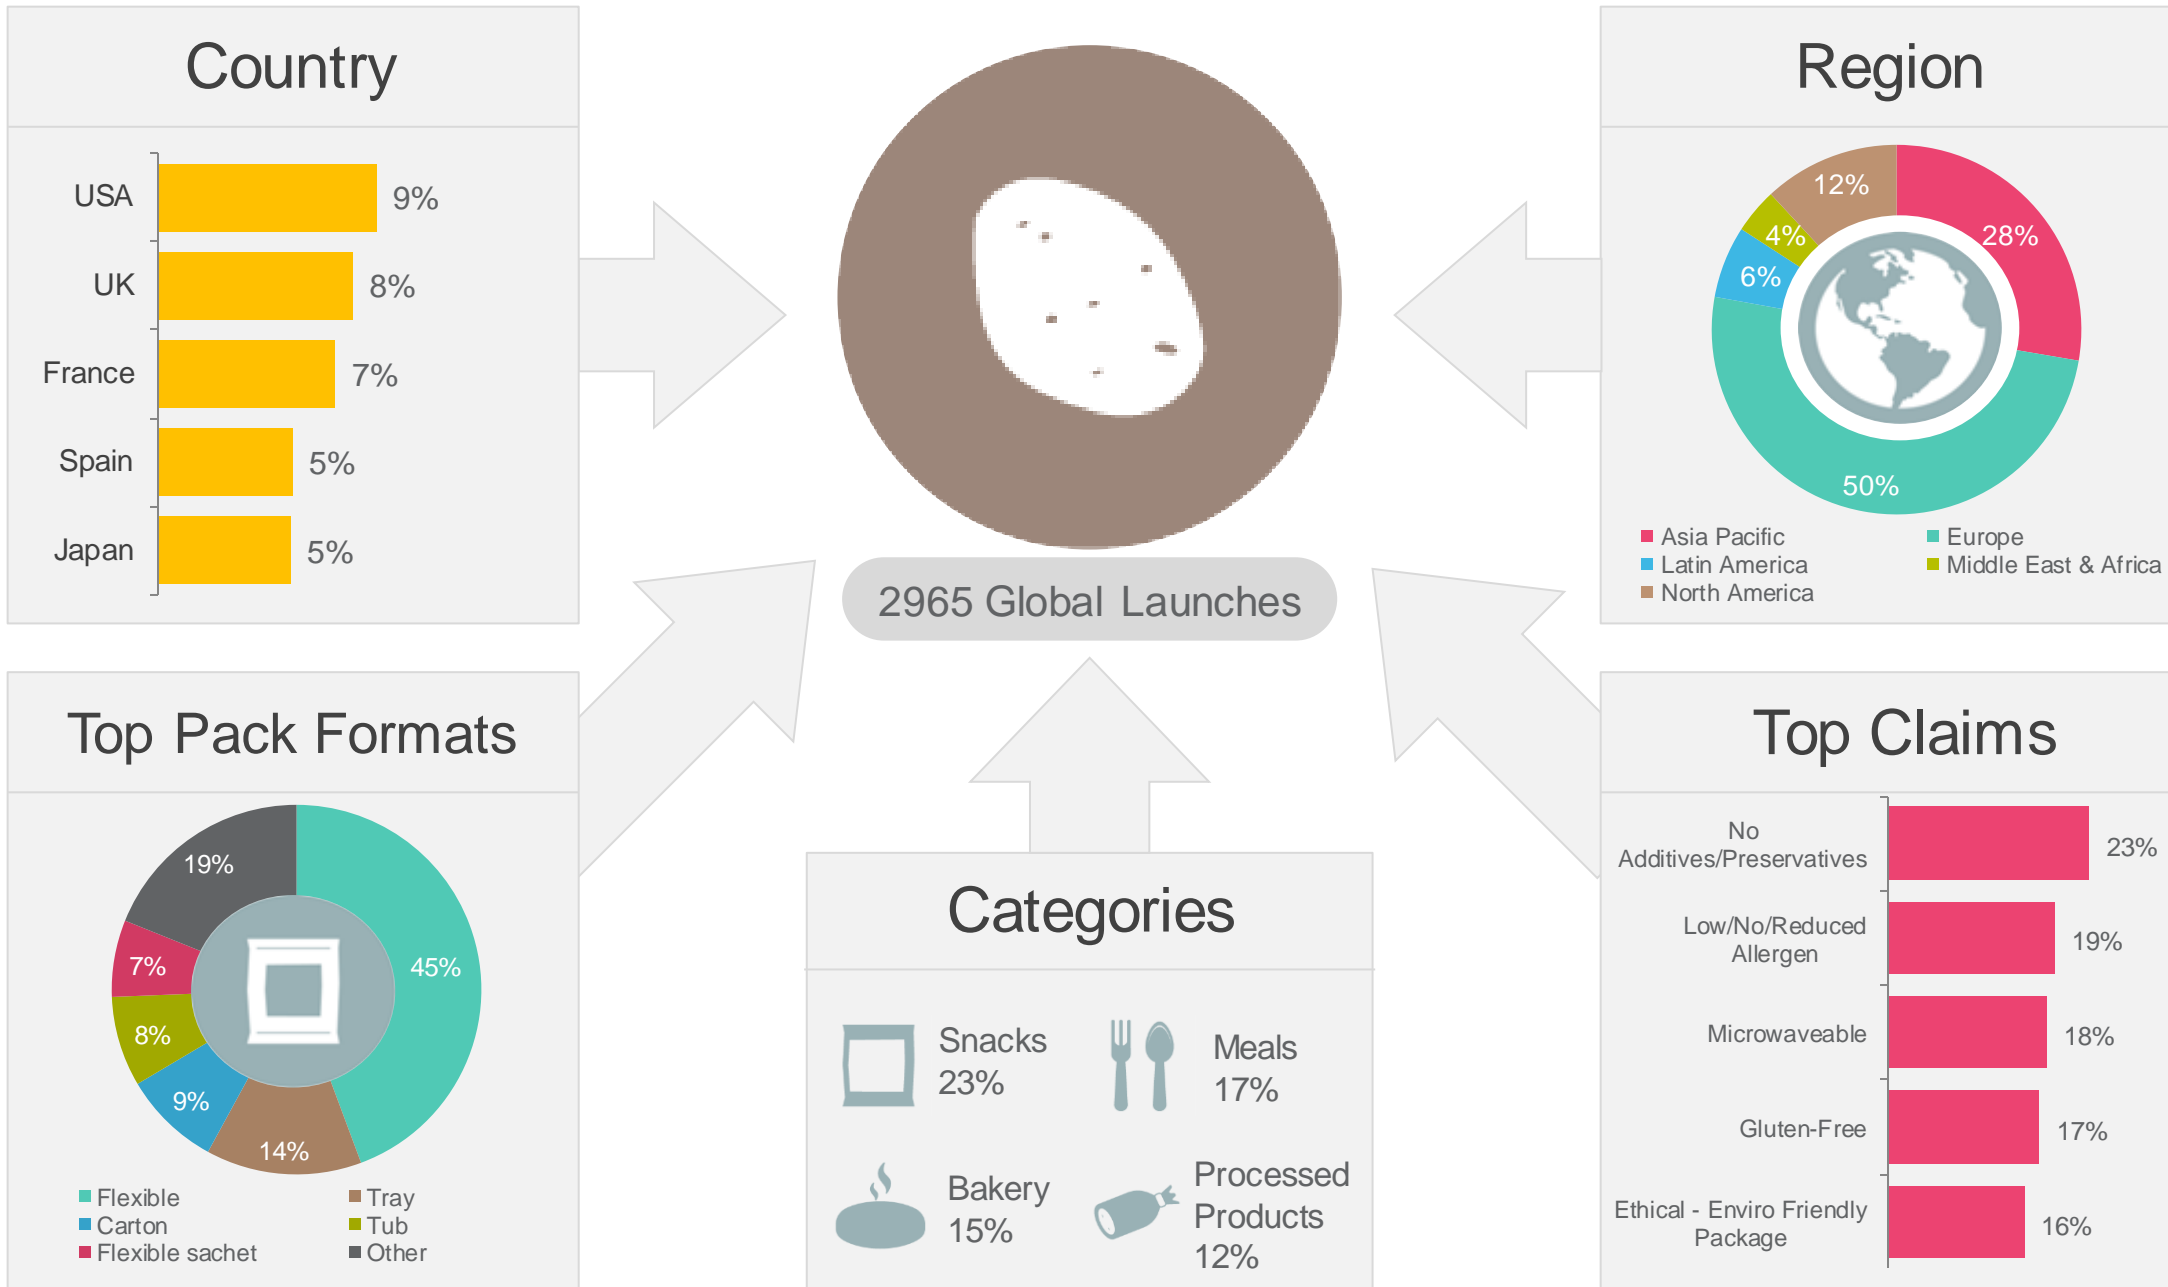 Country
USA
9%
UK
8%
France
7%
Spain
5%
Japan
5%
2965 Global Launches
Region
12%
28%
4%
6%
50%
Asia Pacific
Europe
Latin America
Middle East & Africa
North America
Top Pack Formats
19%
45%
7%
8%
9%
14%
Flexible
Tray
Carton
Tub
Flexible sachet
Other
Categories
Snacks
23%
Meals
17%
Bakery
15%
Processed
Products
12%
Top Claims
No
Additives/Preservatives
23%
Low/No/Reduced
Allergen
19%
Microwaveable
18%
Gluten-Free
17%
Ethical - Enviro Friendly
Package
16%